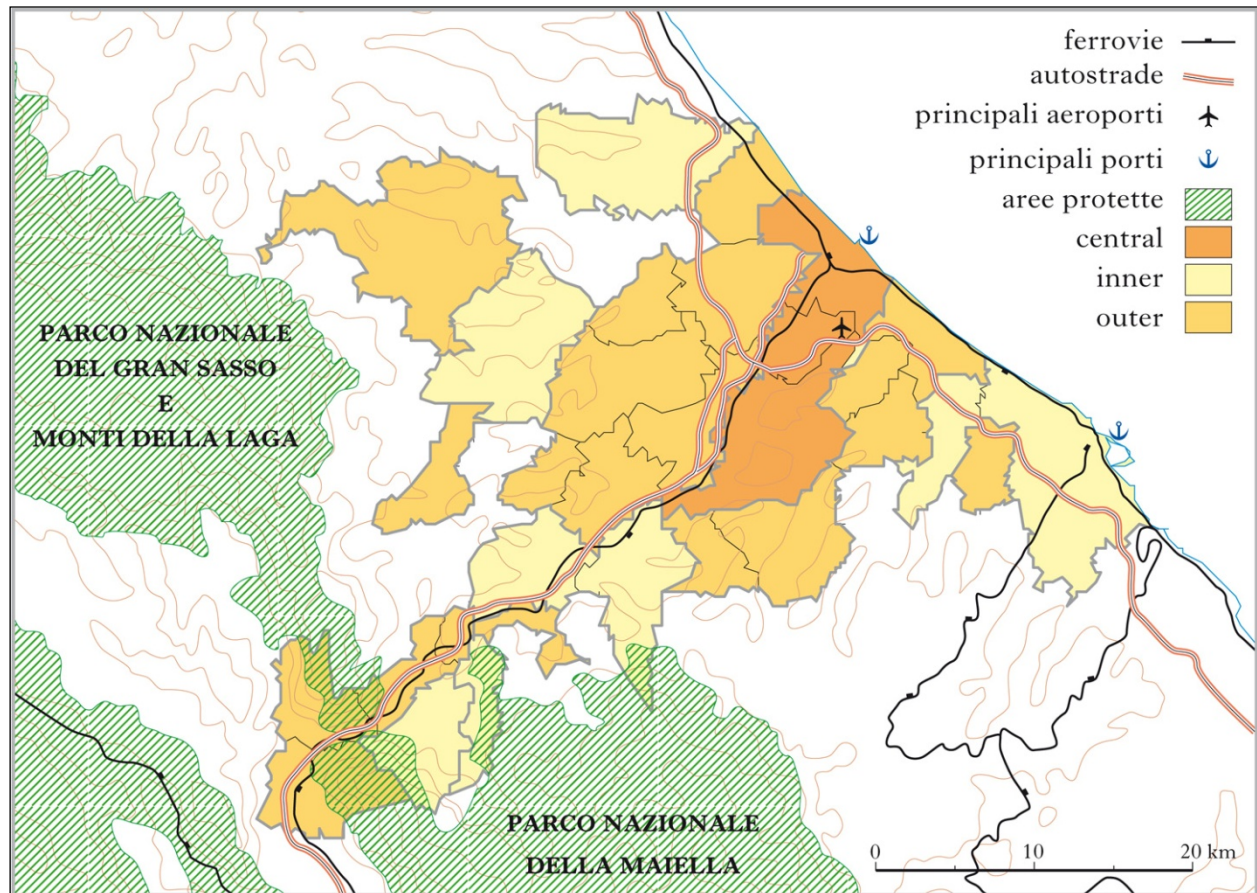 ferrovie
autostrade
principali aeroporti
principali porti
aree protette
central
inner
outer
PARCO NAZIONALE
DEL GRAN SASSO
E
MONTI DELLA LAGA
PARCO NAZIONALE
DELLA MAIELLA
0 10 20 km